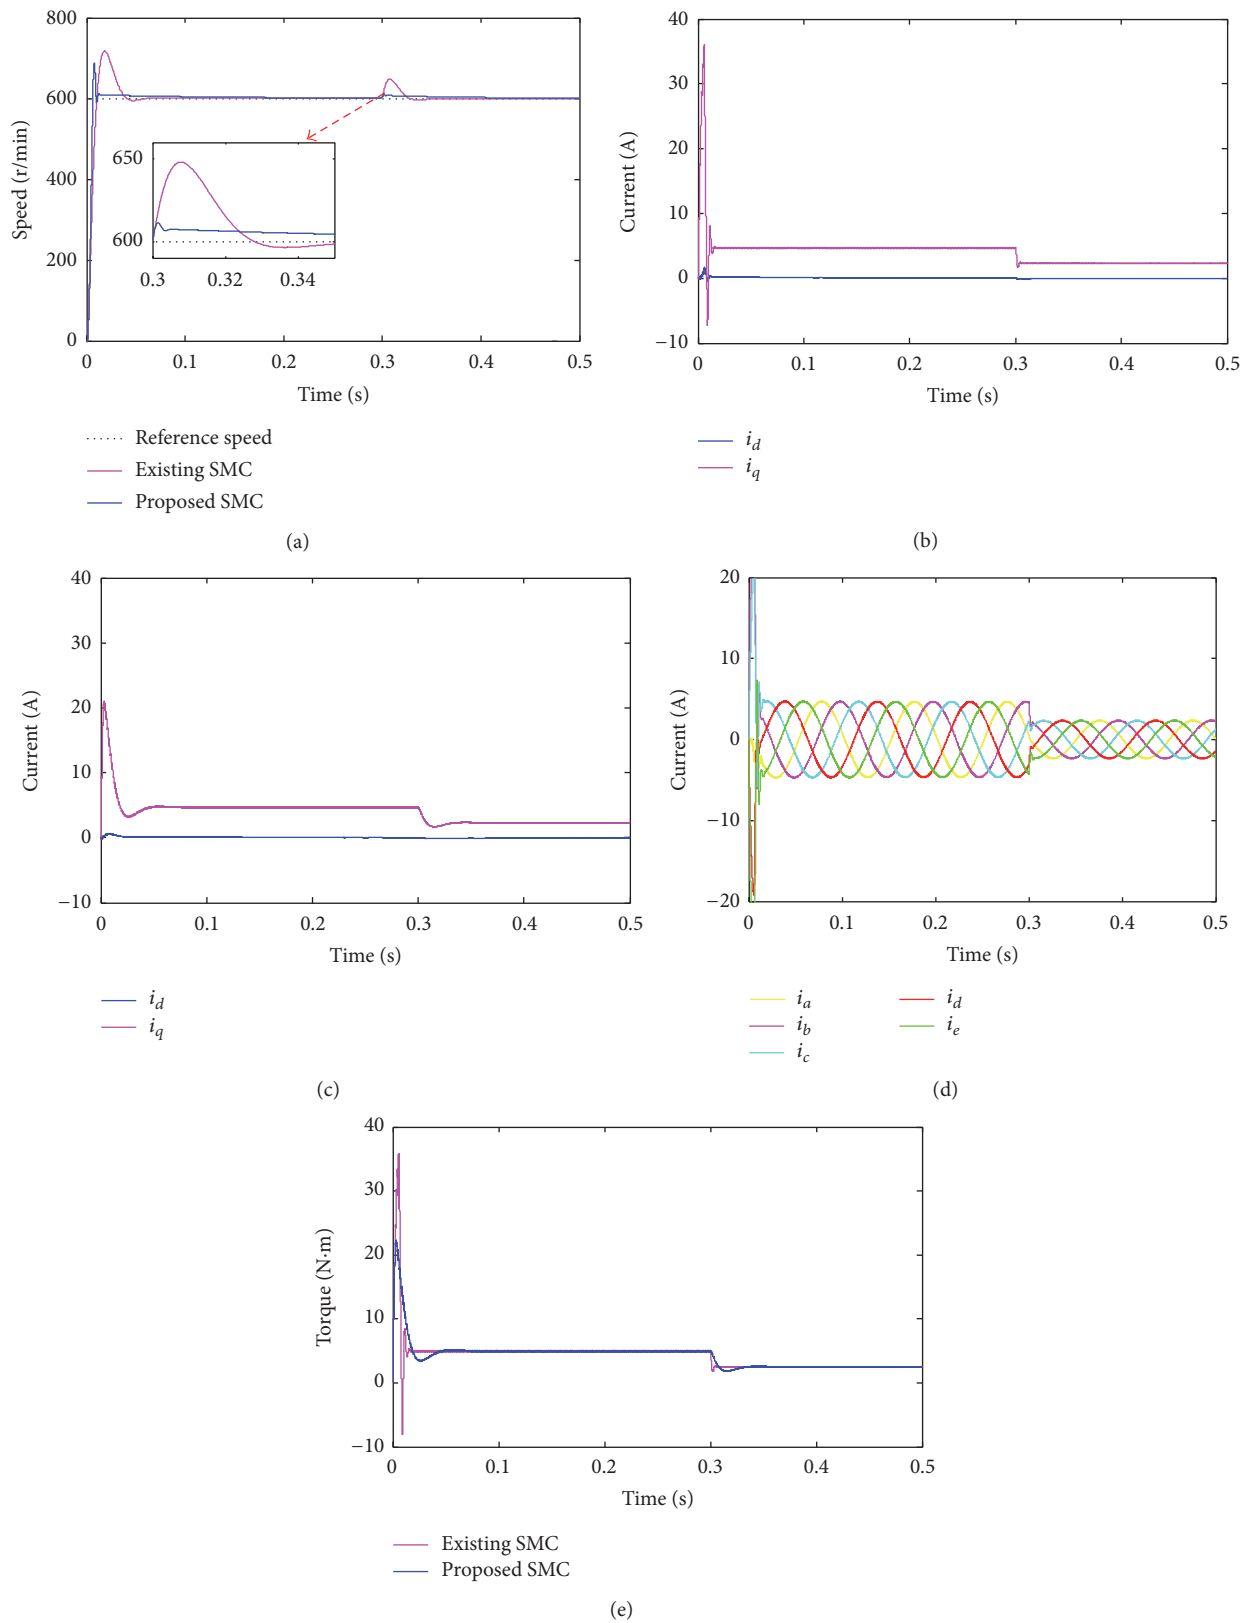 800
600
400
200
0
Speed (r/min)
650
600
0.3
0.32
0.34
0
0.1
0.2
0.3
0.4
0.5
Time (s)
Reference speed
Existing SMC
Proposed SMC
(a)
40
30
20
10
0
−10
Current (A)
0
0.1
0.2
0.3
0.4
0.5
Time (s)
i_d
i_q
(b)
40
30
20
10
0
−10
Current (A)
0
0.1
0.2
0.3
0.4
0.5
Time (s)
i_d
i_q
(c)
20
10
0
−10
−20
Current (A)
0
0.1
0.2
0.3
0.4
0.5
Time (s)
i_a
i_b
i_c
i_d
i_e
(d)
40
30
20
10
0
−10
Torque (N·m)
0
0.1
0.2
0.3
0.4
0.5
Time (s)
Existing SMC
Proposed SMC
(e)